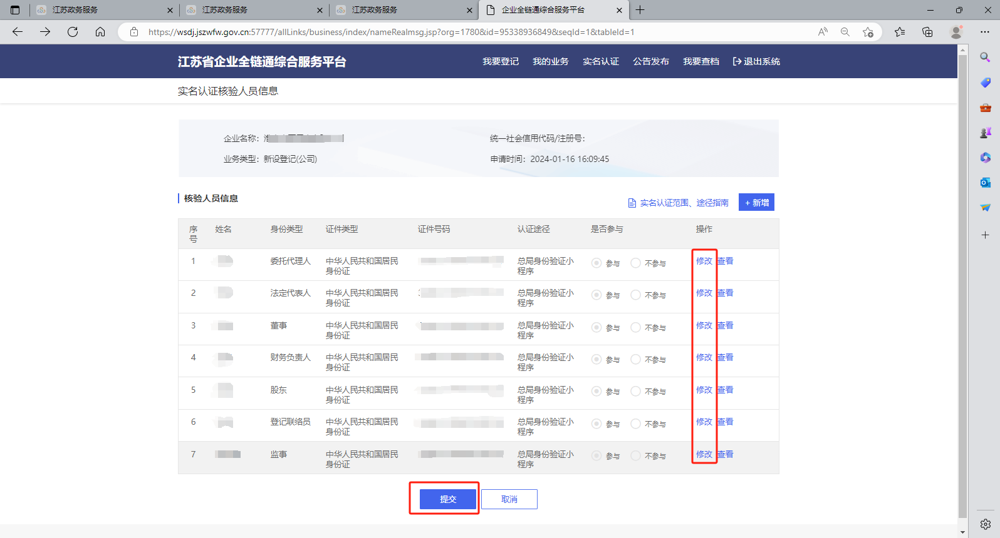 江苏政务服务
江苏政务服务
江苏政务服务
企业全链通综合服务平台
https://wsdj.jszwfw.gov.cn:57777/allLinks/business/index/nameRealmsg.jsp?org=1780&id=95338936849&seqId=1&tableId=1
江苏省企业全链通综合服务平台
我要登记 我的业务 实名认证 公告发布 我要查档 退出系统
实名认证核验人员信息
企业名称： 统一社会信用代码/注册号：
业务类型：新设登记(公司) 申请时间：2024-01-16 16:09:45
核验人员信息
实名认证范围、途径指南 + 新增
序号 姓名 身份类型 证件类型 证件号码 认证途径 是否参与 操作
1 委托代理人 中华人民共和国居民身份证 总局身份验证小程序 参与 不参与 修改 查看
2 法定代表人 中华人民共和国居民身份证 总局身份验证小程序 参与 不参与 修改 查看
3 董事 中华人民共和国居民身份证 总局身份验证小程序 参与 不参与 修改 查看
4 财务负责人 中华人民共和国居民身份证 总局身份验证小程序 参与 不参与 修改 查看
5 股东 中华人民共和国居民身份证 总局身份验证小程序 参与 不参与 修改 查看
6 登记联络员 中华人民共和国居民身份证 总局身份验证小程序 参与 不参与 修改 查看
7 监事 中华人民共和国居民身份证 总局身份验证小程序 参与 不参与 修改 查看
提交 取消